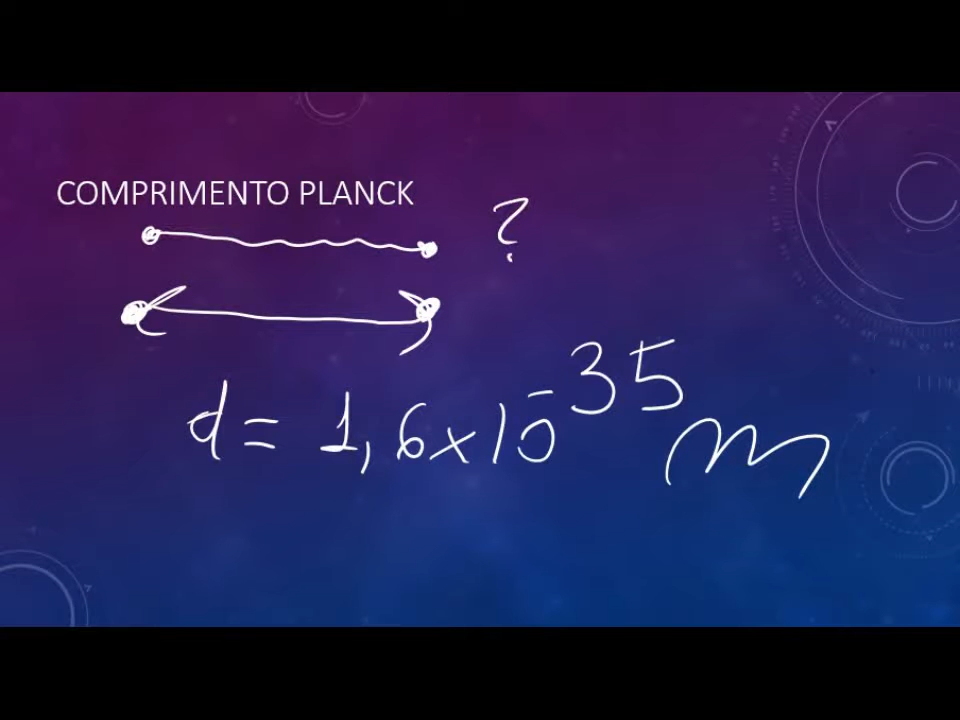 COMPRIMENTO PLANCK
?
d = 1,6x10⁻³⁵ m